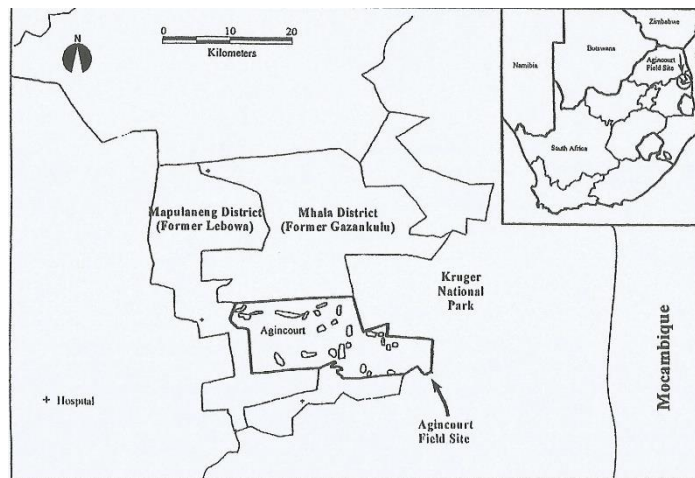 N
0 10 20
Kilometers
Zimbabwe
Botswana
Namibia
Agincourt
Field Site
South Africa
Mapulaneng District
(Former Lebowa)
Mhala District
(Former Gazankulu)
Kruger
National
Park
Agincourt
Mocambique
+ Hospital
Agincourt
Field Site